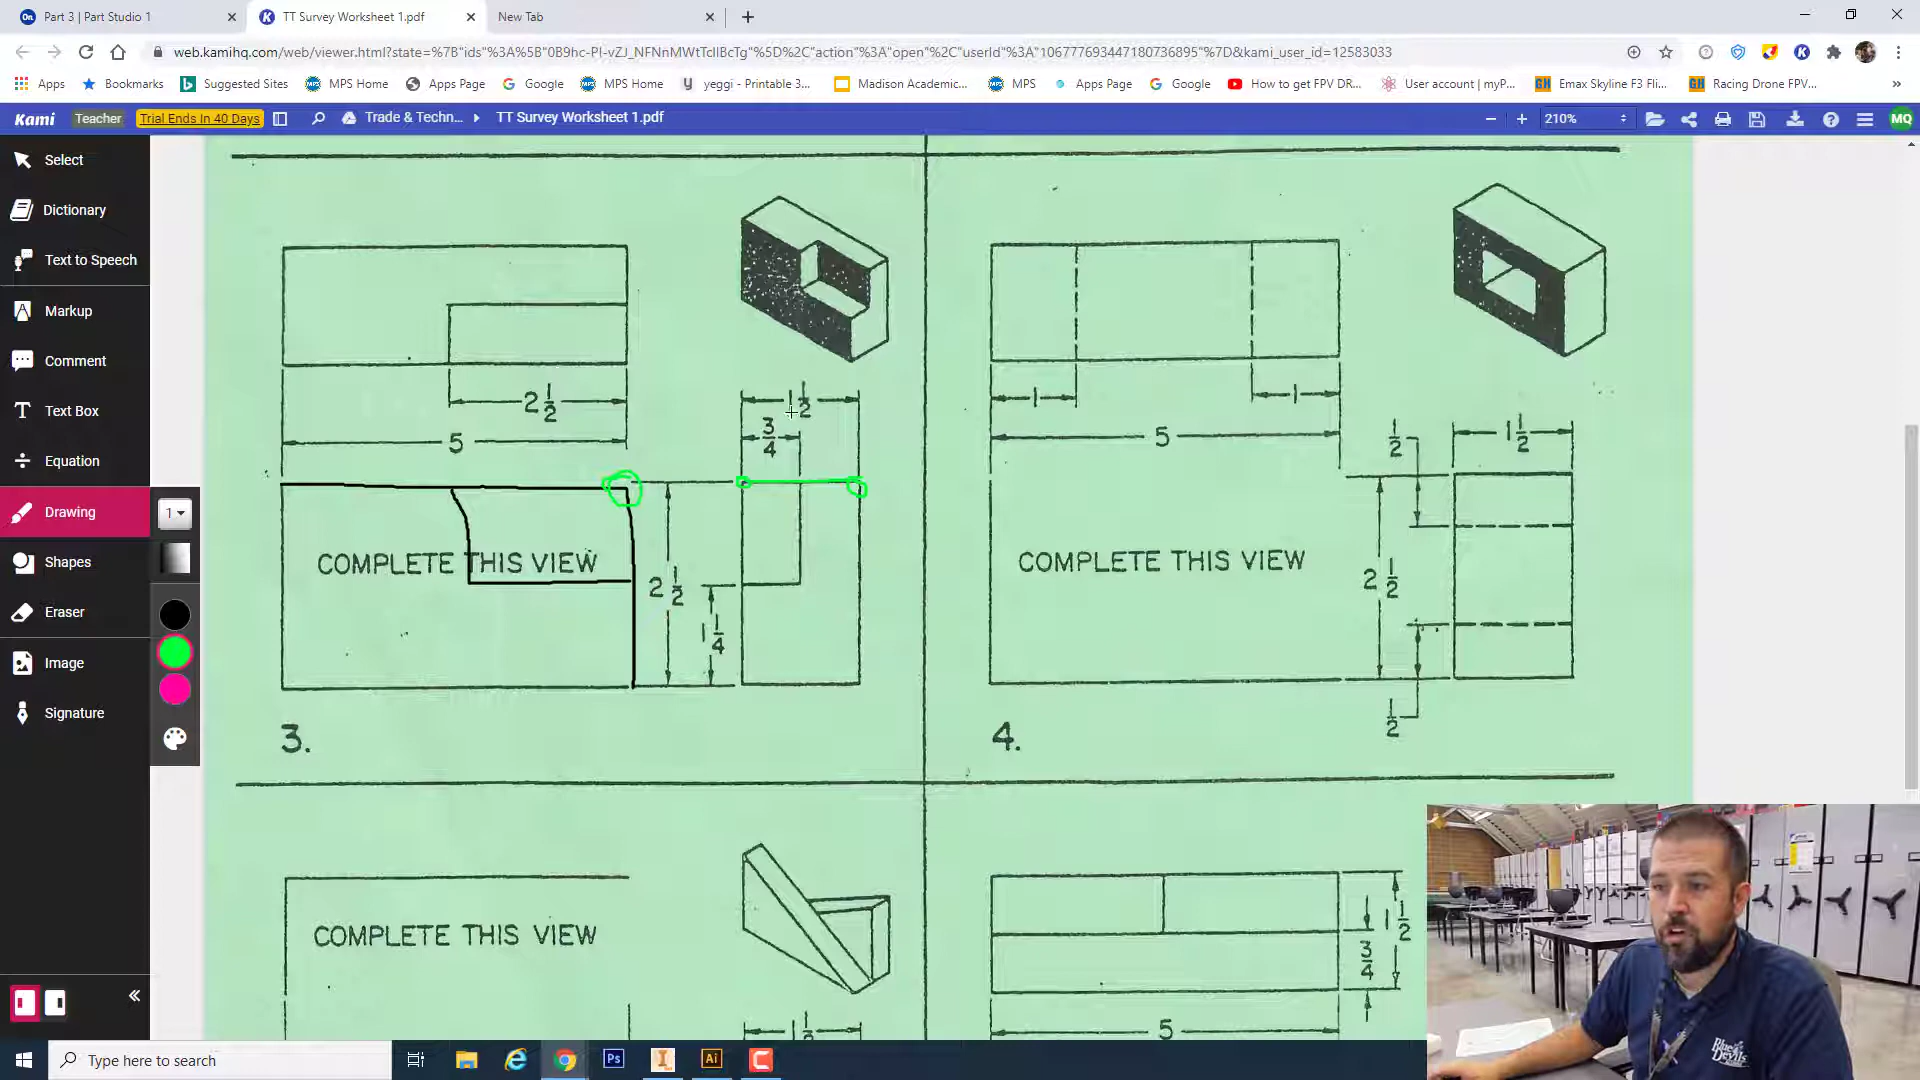 Part 3 | Part Studio 1
TT Survey Worksheet 1.pdf
New Tab
web.kamihq.com/web/viewer.html?state=%7B"ids"%3A%5B"0B9hc-PI-vZJ_NFNnMWtTcllBcTg"%5D%2C"action"%3A"open"%2C"userId"%3A"106777693447180736895"%7D&kami_user_id=12583033
Apps
Bookmarks
Suggested Sites
MPS Home
Apps Page
Google
MPS Home
yeggi - Printable 3...
Madison Academic...
MPS
Apps Page
Google
How to get FPV DR...
User account | myP...
Emax Skyline F3 Fli...
Racing Drone FPV...
Kami
Teacher
Trial Ends In 40 Days
Trade & Techn...
TT Survey Worksheet 1.pdf
210%
MQ
Select
Dictionary
Text to Speech
Markup
Comment
Text Box
Equation
Drawing
1
Shapes
Eraser
Image
Signature
2 1/2
5
1 1/2
3/4
COMPLETE THIS VIEW
2 1/2
1 1/4
3.
1
1
5
1/2
1 1/2
COMPLETE THIS VIEW
2 1/2
1/2
4.
COMPLETE THIS VIEW
1 1/2
3/4
5
Blue Devils
Type here to search